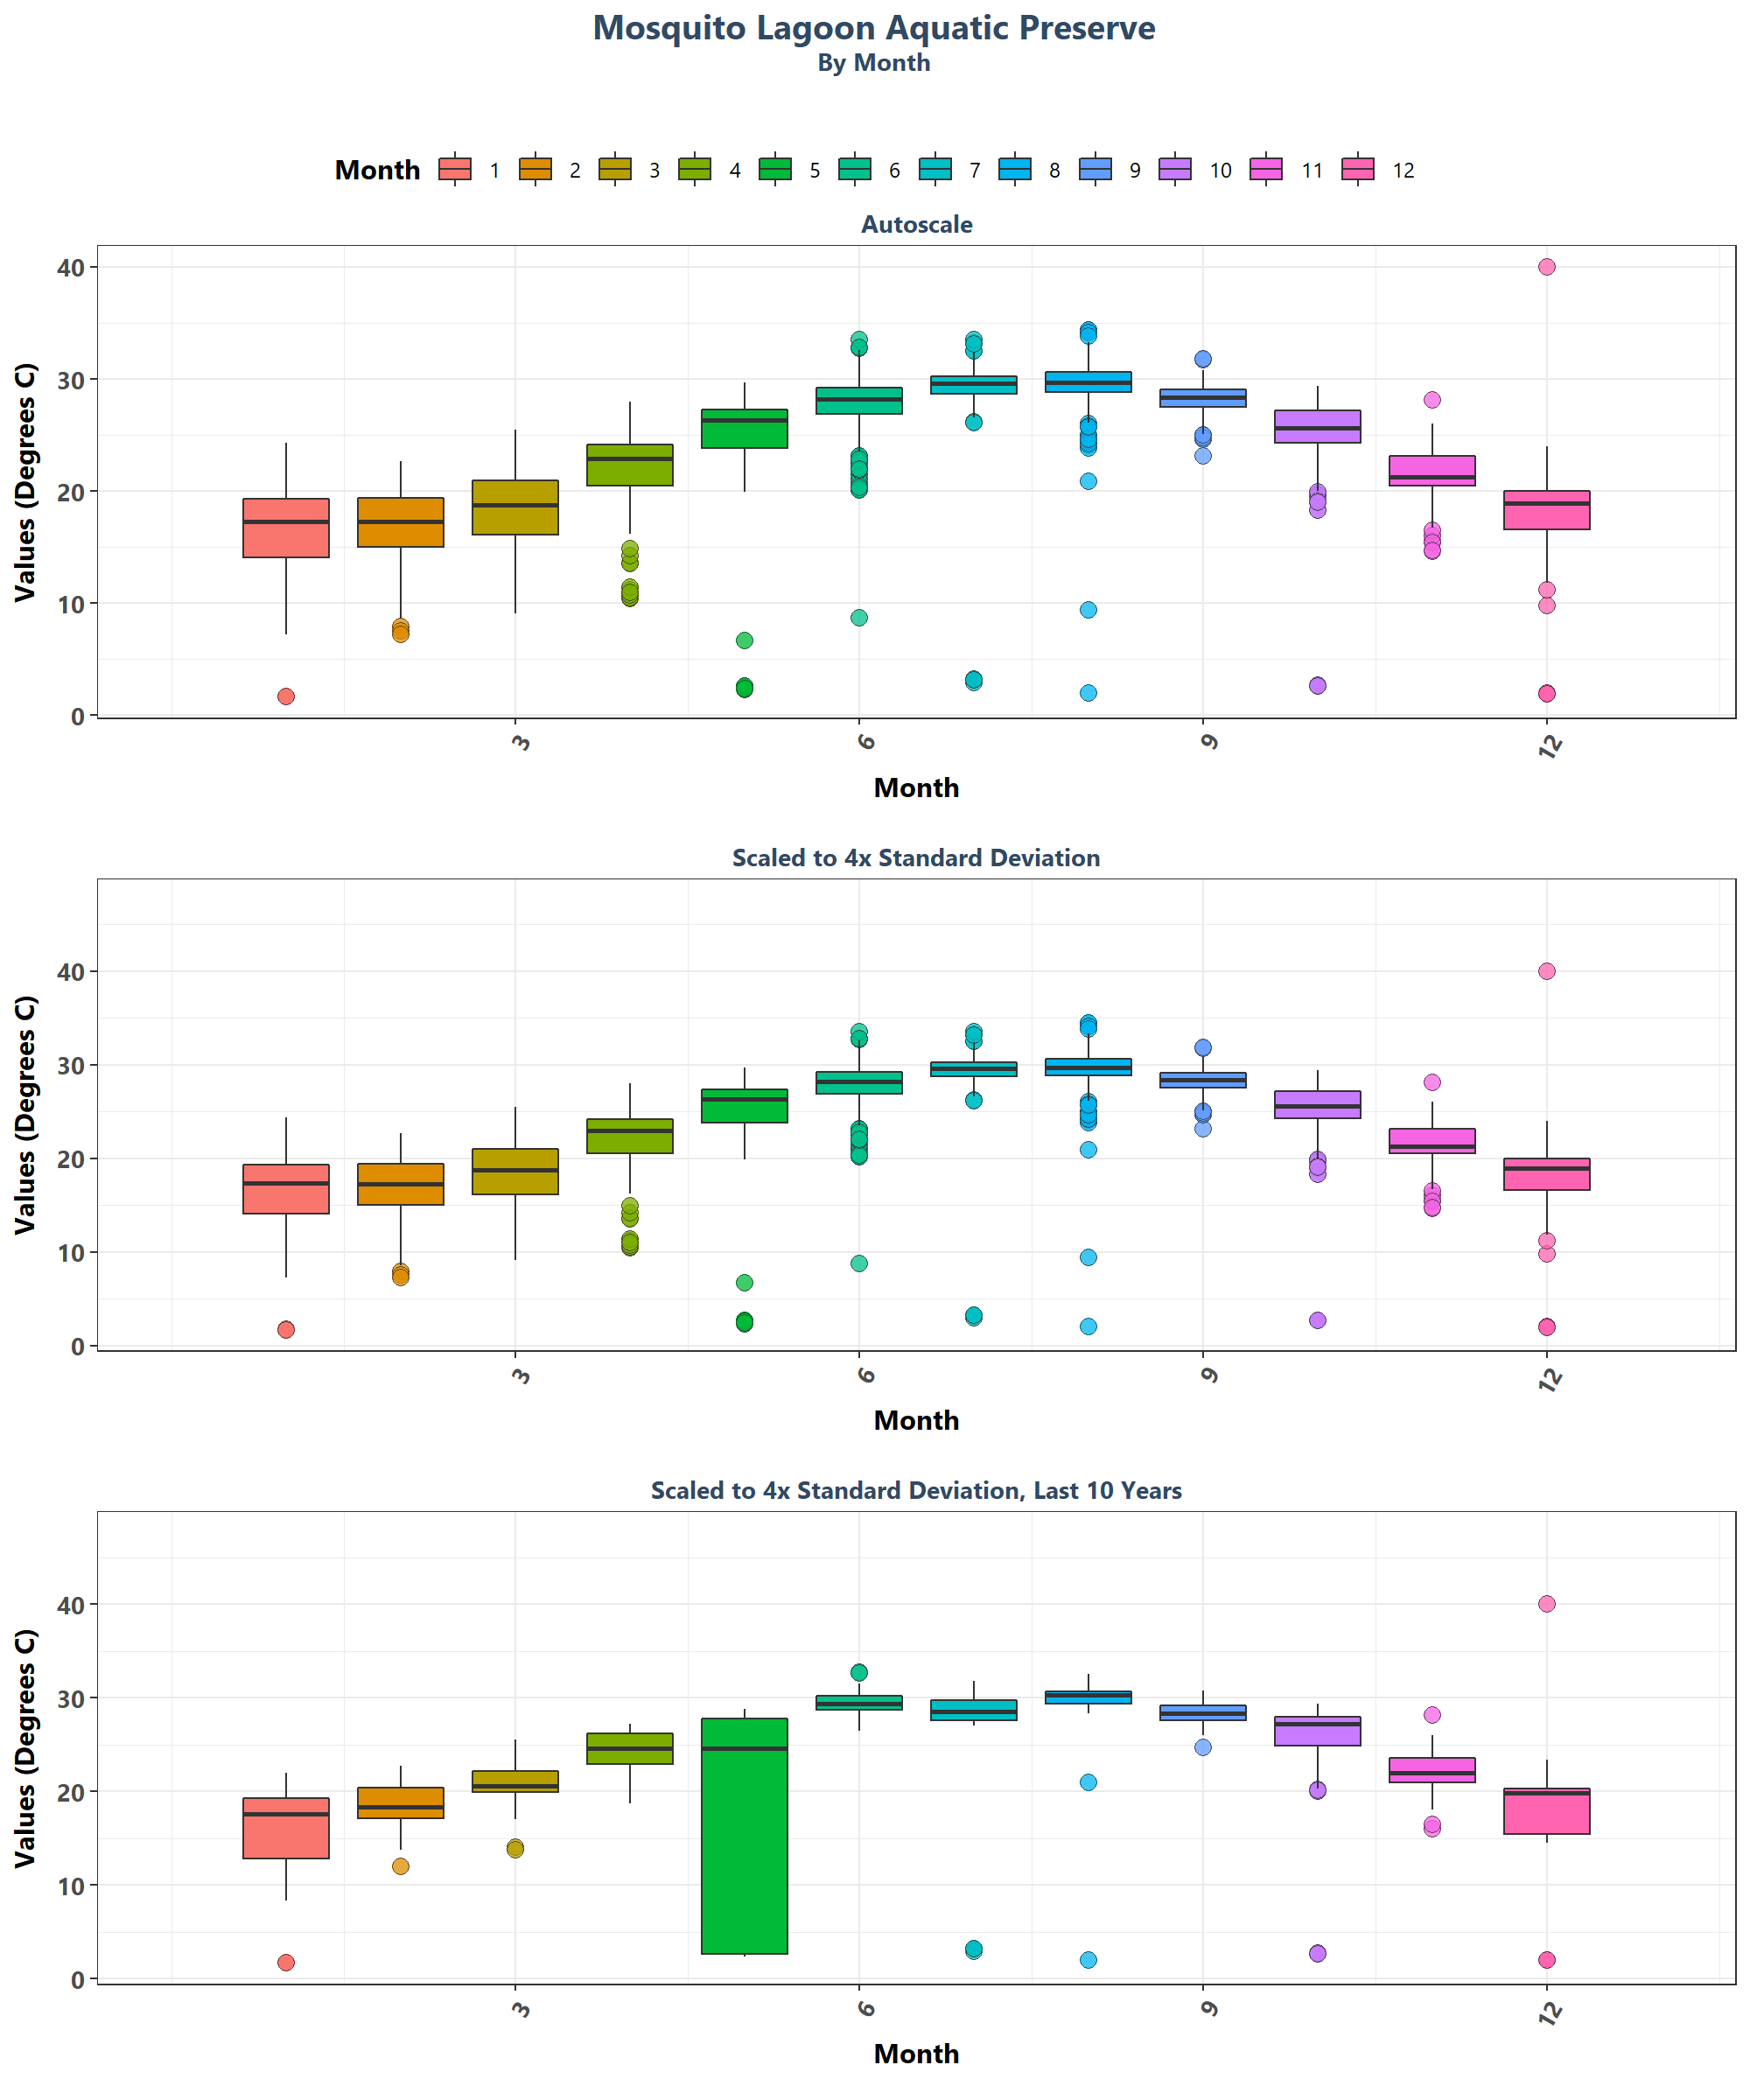 Mosquito Lagoon Aquatic Preserve
By Month
Month 1 2 3 4 5 6 7 8 9 10 11 12
Autoscale
Values (Degrees C)
40
30
20
10
0
3 6 9 12
Month
Scaled to 4x Standard Deviation
Values (Degrees C)
40
30
20
10
0
3 6 9 12
Month
Scaled to 4x Standard Deviation, Last 10 Years
Values (Degrees C)
40
30
20
10
0
3 6 9 12
Month